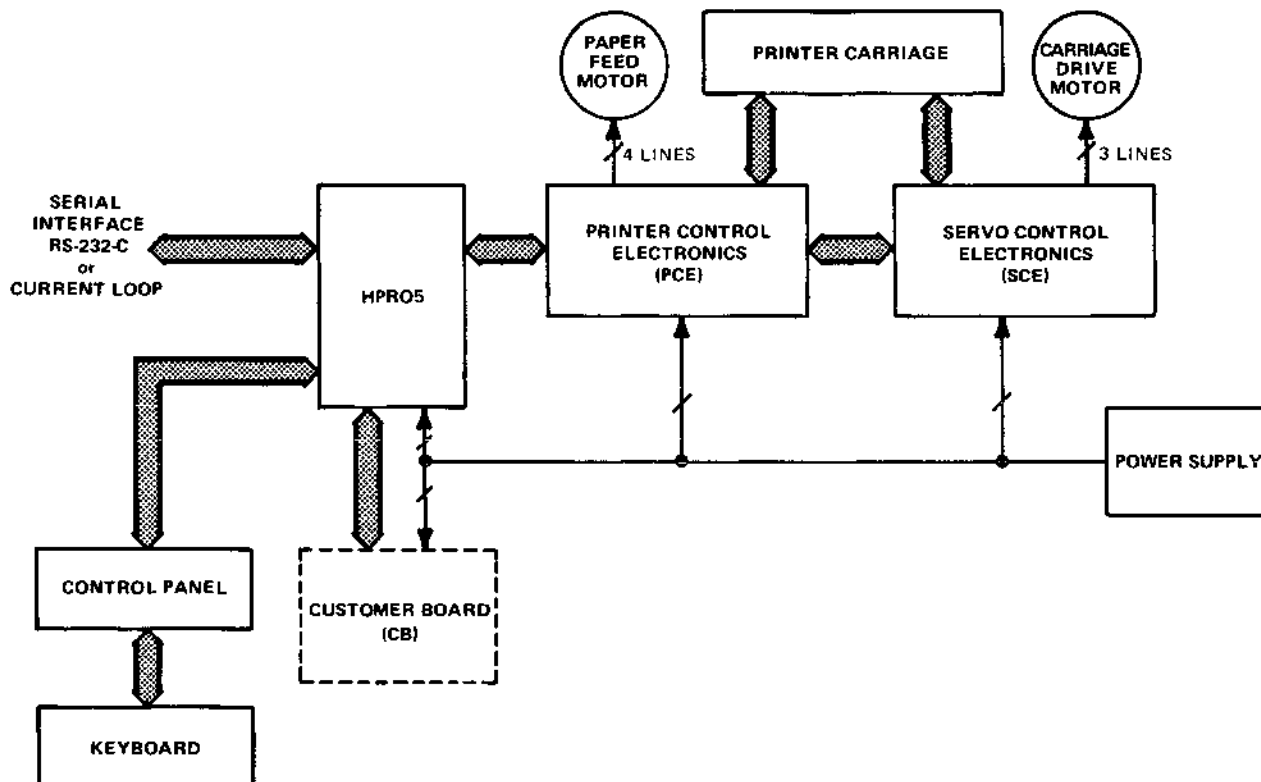 PAPER
FEED
MOTOR
PRINTER CARRIAGE
CARRIAGE
DRIVE
MOTOR
4 LINES
3 LINES
SERIAL
INTERFACE
RS-232-C
or
CURRENT LOOP
HPRO5
PRINTER CONTROL
ELECTRONICS
(PCE)
SERVO CONTROL
ELECTRONICS
(SCE)
POWER SUPPLY
CONTROL PANEL
CUSTOMER BOARD
(CB)
KEYBOARD